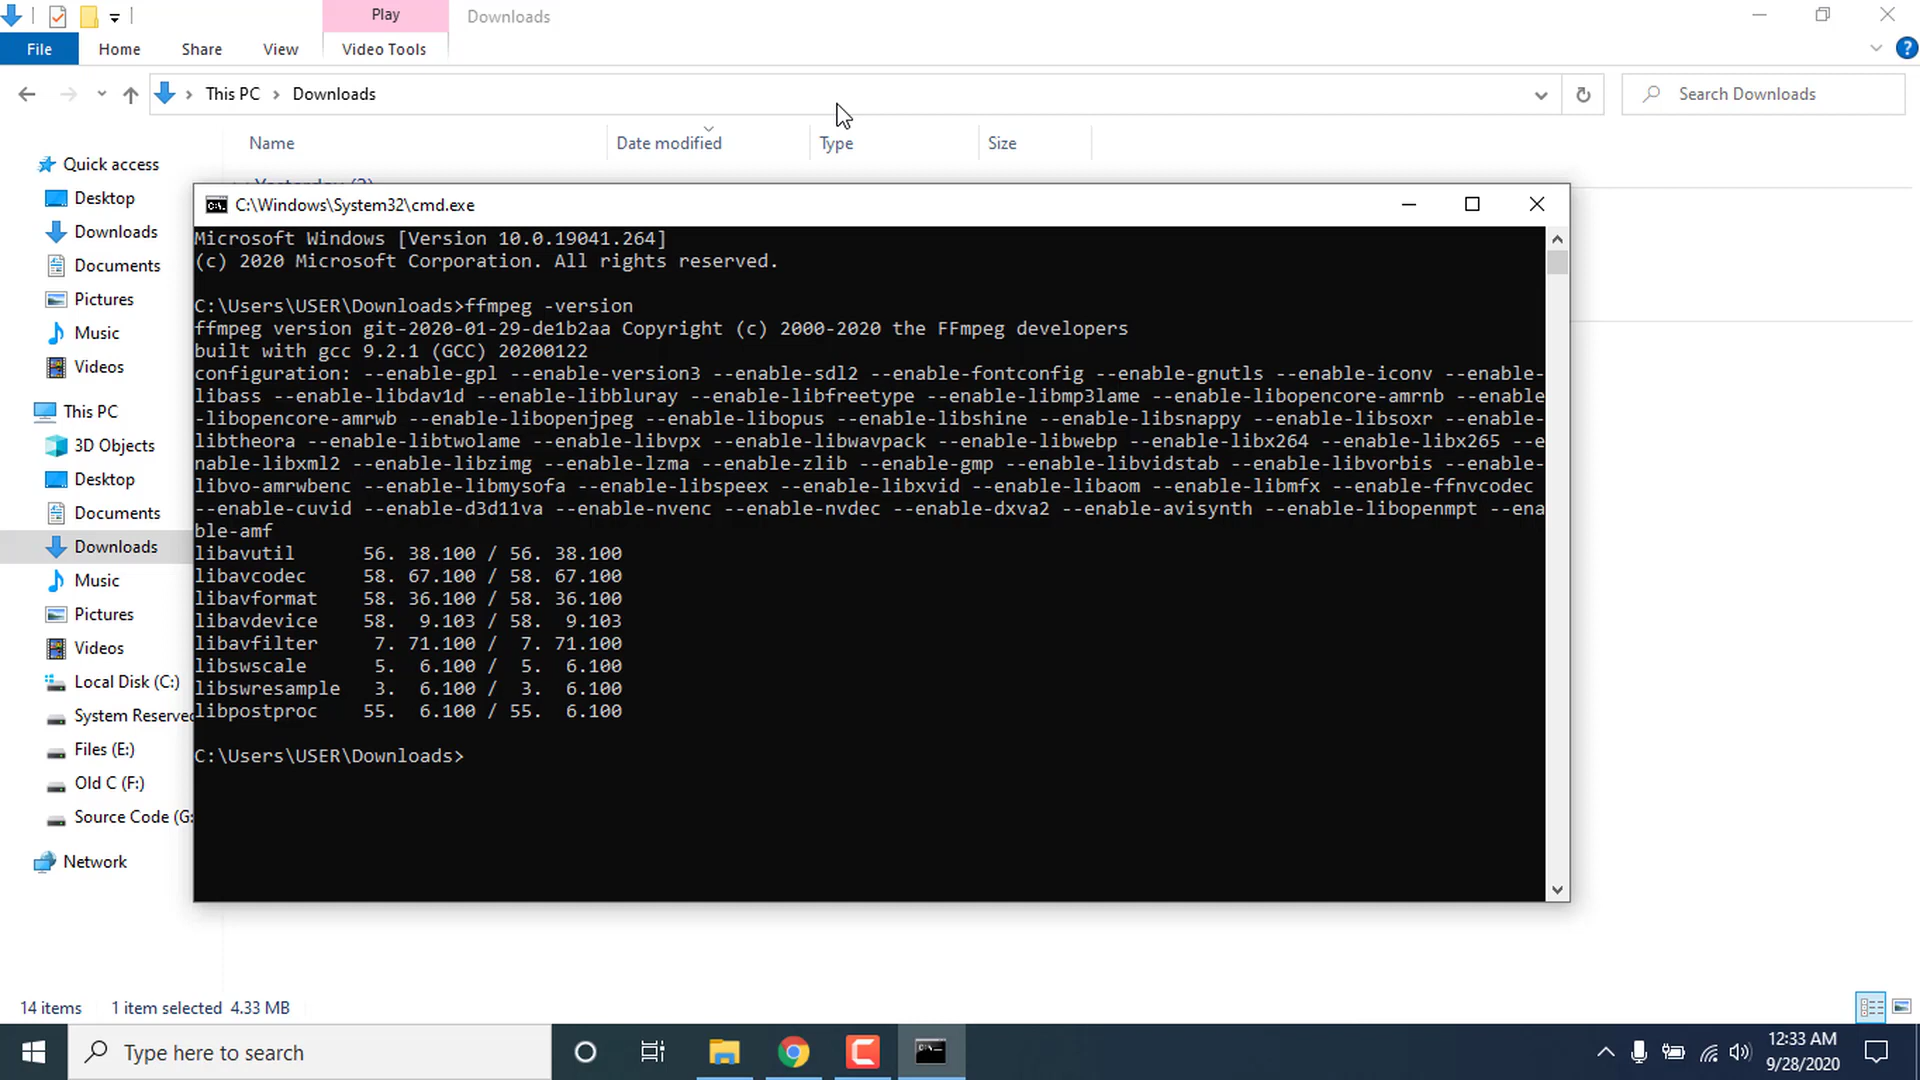 Play
Downloads
File
Home
Share
View
Video Tools
This PC
Downloads
Search Downloads
Name
Date modified
Type
Size
Quick access
Desktop
Downloads
Documents
Pictures
Music
Videos
This PC
3D Objects
Desktop
Documents
Downloads
Music
Pictures
Videos
Local Disk (C:)
System Reserved
Files (E:)
Old C (F:)
Source Code (G:
Network
C:\Windows\System32\cmd.exe
Microsoft Windows [Version 10.0.19041.264]
(c) 2020 Microsoft Corporation. All rights reserved.
C:\Users\USER\Downloads>ffmpeg -version
ffmpeg version git-2020-01-29-de1b2aa Copyright (c) 2000-2020 the FFmpeg developers
built with gcc 9.2.1 (GCC) 20200122
configuration: --enable-gpl --enable-version3 --enable-sdl2 --enable-fontconfig --enable-gnutls --enable-iconv --enable-
libass --enable-libdav1d --enable-libbluray --enable-libfreetype --enable-libmp3lame --enable-libopencore-amrnb --enable
-libopencore-amrwb --enable-libopenjpeg --enable-libopus --enable-libshine --enable-libsnappy --enable-libsoxr --enable-
libtheora --enable-libtwolame --enable-libvpx --enable-libwavpack --enable-libwebp --enable-libx264 --enable-libx265 --e
nable-libxml2 --enable-libzimg --enable-lzma --enable-zlib --enable-gmp --enable-libvidstab --enable-libvorbis --enable-
libvo-amrwbenc --enable-libmysofa --enable-libspeex --enable-libxvid --enable-libaom --enable-libmfx --enable-ffnvcodec
--enable-cuvid --enable-d3d11va --enable-nvenc --enable-nvdec --enable-dxva2 --enable-avisynth --enable-libopenmpt --ena
ble-amf
libavutil      56. 38.100 / 56. 38.100
libavcodec     58. 67.100 / 58. 67.100
libavformat    58. 36.100 / 58. 36.100
libavdevice    58.  9.103 / 58.  9.103
libavfilter     7. 71.100 /  7. 71.100
libswscale      5.  6.100 /  5.  6.100
libswresample   3.  6.100 /  3.  6.100
libpostproc    55.  6.100 / 55.  6.100
C:\Users\USER\Downloads>
14 items
1 item selected 4.33 MB
Type here to search
12:33 AM
9/28/2020